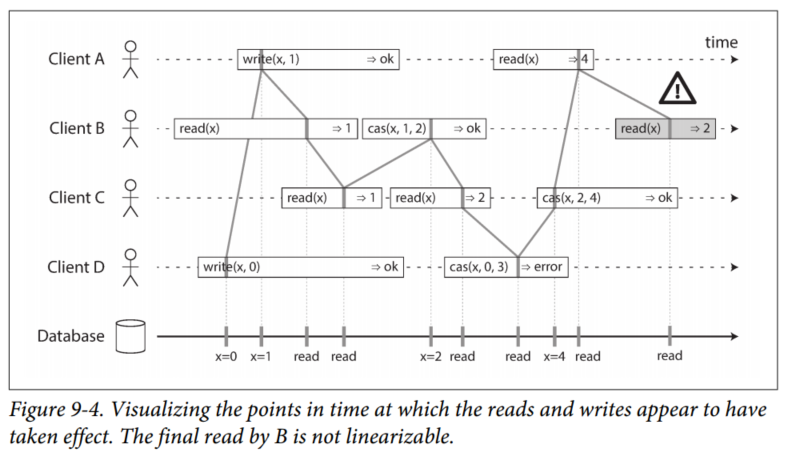 time
Client A write(x, 1) ⇒ ok read(x) ⇒ 4
Client B read(x) ⇒ 1 cas(x, 1, 2) ⇒ ok read(x) ⇒ 2
Client C read(x) ⇒ 1 read(x) ⇒ 2 cas(x, 2, 4) ⇒ ok
Client D write(x, 0) ⇒ ok cas(x, 0, 3) ⇒ error
Database
x=0 x=1 read read x=2 read read x=4 read read
Figure 9-4. Visualizing the points in time at which the reads and writes appear to have
taken effect. The final read by B is not linearizable.